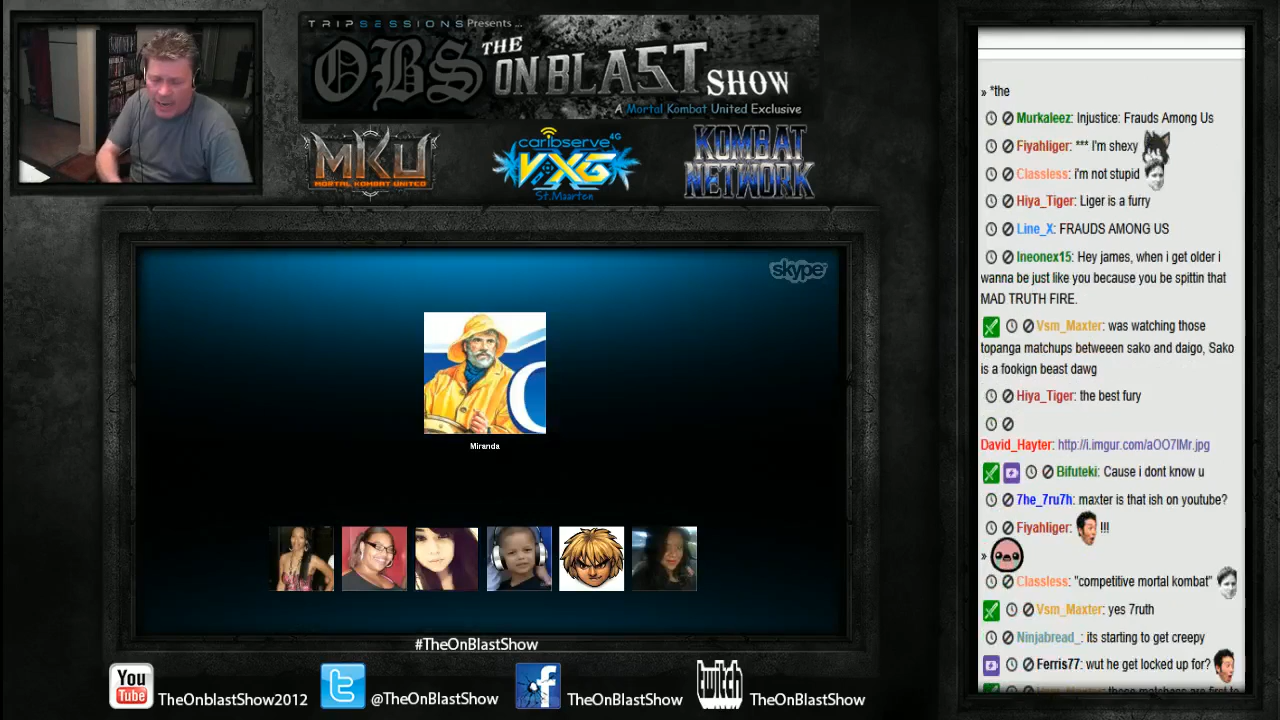 TRIPSESSIONS Presents ...
OBS THE ON BLAST SHOW
A Mortal Kombat United Exclusive
MKU
MORTAL KOMBAT UNITED
caribserve 4G
VXG
St.Maarten
KOMBAT
NETWORK
skype
Miranda
#TheOnBlastShow
You
Tube
TheOnblastShow2012
@TheOnBlastShow
TheOnBlastShow
twitch
TheOnBlastShow
» *the
Murkaleez: Injustice: Frauds Among Us
Fiyahliger: *** I'm shexy
Classless: i'm not stupid
Hiya_Tiger: Liger is a furry
Line_X: FRAUDS AMONG US
Ineonex15: Hey james, when i get older i
wanna be just like you because you be spittin that
MAD TRUTH FIRE.
Vsm_Maxter: was watching those
topanga matchups betweeen sako and daigo, Sako
is a fookign beast dawg
Hiya_Tiger: the best fury
David_Hayter: http://i.imgur.com/aOO7IMr.jpg
Bifuteki: Cause i dont know u
7he_7ru7h: maxter is that ish on youtube?
Fiyahliger: !!!
»
Classless: "competitive mortal kombat"
Vsm_Maxter: yes 7ruth
Ninjabread_: its starting to get creepy
Ferris77: wut he get locked up for?